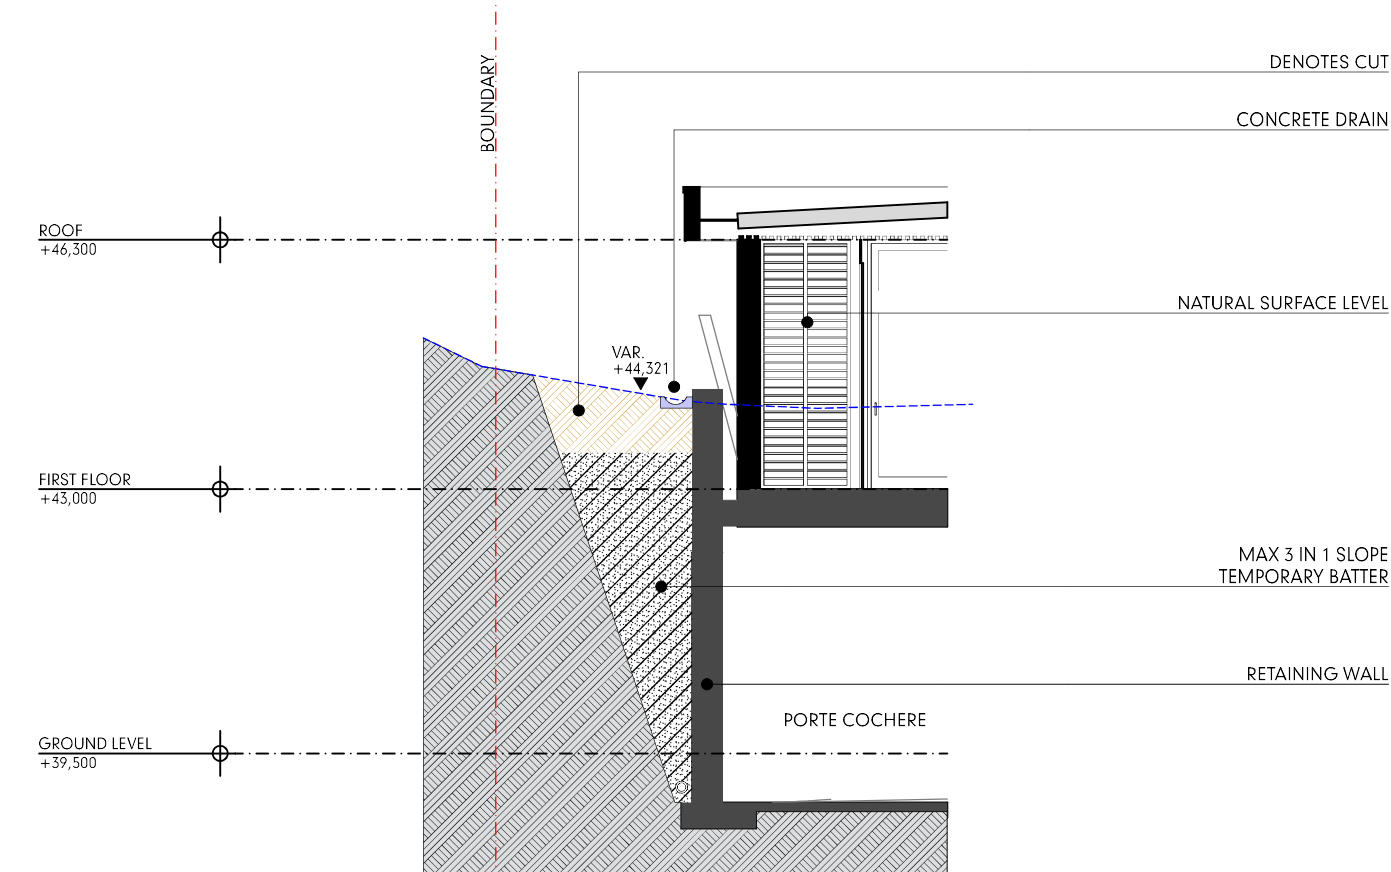 DENOTES CUT
BOUNDARY
CONCRETE DRAIN
ROOF
+46,300
NATURAL SURFACE LEVEL
VAR.
+44,321
FIRST FLOOR
+43,000
MAX 3 IN 1 SLOPE
TEMPORARY BATTER
RETAINING WALL
PORTE COCHERE
GROUND LEVEL
+39,500